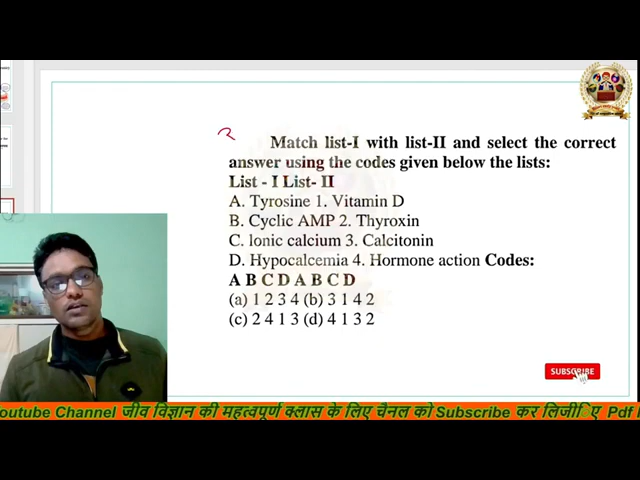 2
Match list-I with list-II and select the correct
answer using the codes given below the lists:
List - I List- II
A. Tyrosine 1. Vitamin D
B. Cyclic AMP 2. Thyroxin
C. lonic calcium 3. Calcitonin
D. Hypocalcemia 4. Hormone action Codes:
A B C D A B C D
(a) 1 2 3 4 (b) 3 1 4 2
(c) 2 4 1 3 (d) 4 1 3 2
SUBSCRIBE
outube Channel जीव विज्ञान की महत्वपूर्ण क्लास के लिए चैनल को Subscribe कर लिजीिए Pdf